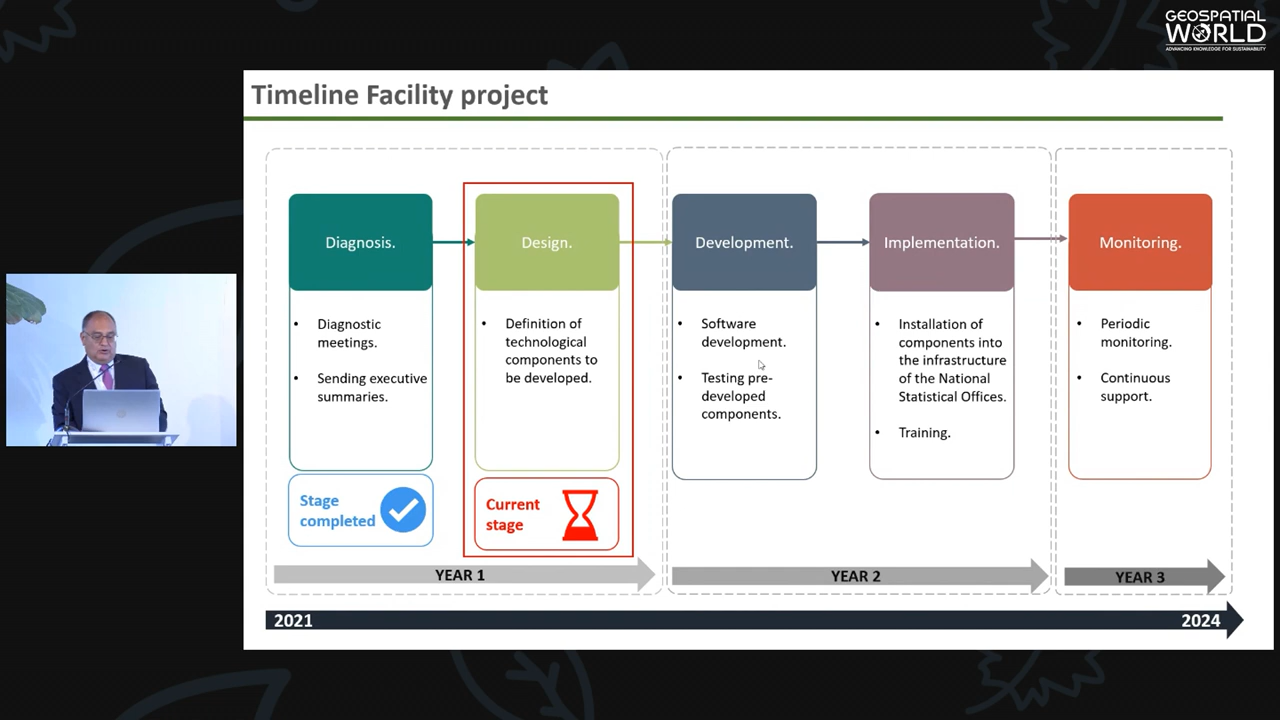 GEOSPATIAL
WORLD
ADVANCING KNOWLEDGE FOR SUSTAINABILITY
Timeline Facility project
Diagnosis.
Design.
Development.
Implementation.
Monitoring.
• Diagnostic
meetings.
• Sending executive
summaries.
• Definition of
technological
components to
be developed.
• Software
development.
• Testing pre-
developed
components.
• Installation of
components into
the infrastructure
of the National
Statistical Offices.
• Training.
• Periodic
monitoring.
• Continuous
support.
Stage
completed
Current
stage
YEAR 1
YEAR 2
YEAR 3
2021
2024